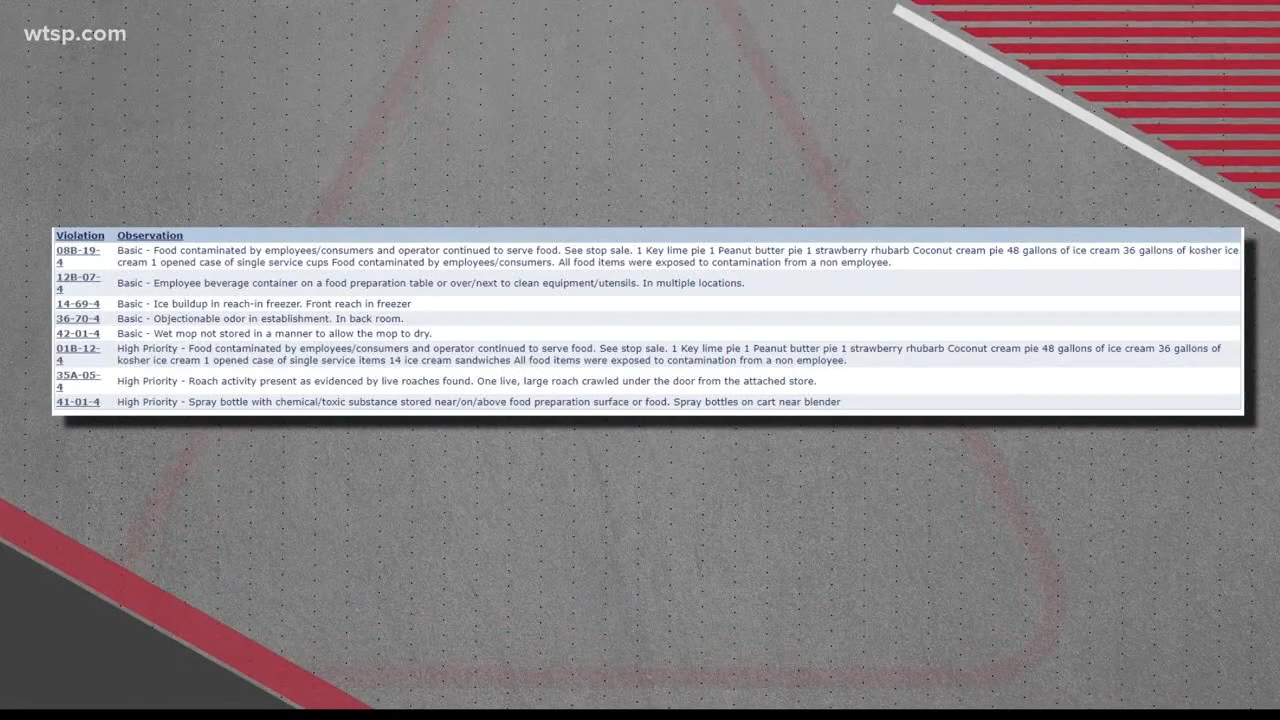 wtsp.com
Violation Observation
08B-19- Basic - Food contaminated by employees/consumers and operator continued to serve food. See stop sale. 1 Key lime pie 1 Peanut butter pie 1 strawberry rhubarb Coconut cream pie 48 gallons of ice cream 36 gallons of kosher ice
4 cream 1 opened case of single service cups Food contaminated by employees/consumers. All food items were exposed to contamination from a non employee.
12B-07-
4 Basic - Employee beverage container on a food preparation table or over/next to clean equipment/utensils. In multiple locations.
14-69-4 Basic - Ice buildup in reach-in freezer. Front reach in freezer
36-70-4 Basic - Objectionable odor in establishment. In back room.
42-01-4 Basic - Wet mop not stored in a manner to allow the mop to dry.
01B-12- High Priority - Food contaminated by employees/consumers and operator continued to serve food. See stop sale. 1 Key lime pie 1 Peanut butter pie 1 strawberry rhubarb Coconut cream pie 48 gallons of ice cream 36 gallons of
4 kosher ice cream 1 opened case of single service items 14 ice cream sandwiches All food items were exposed to contamination from a non employee.
35A-05-
4 High Priority - Roach activity present as evidenced by live roaches found. One live, large roach crawled under the door from the attached store.
41-01-4 High Priority - Spray bottle with chemical/toxic substance stored near/on/above food preparation surface or food. Spray bottles on cart near blender